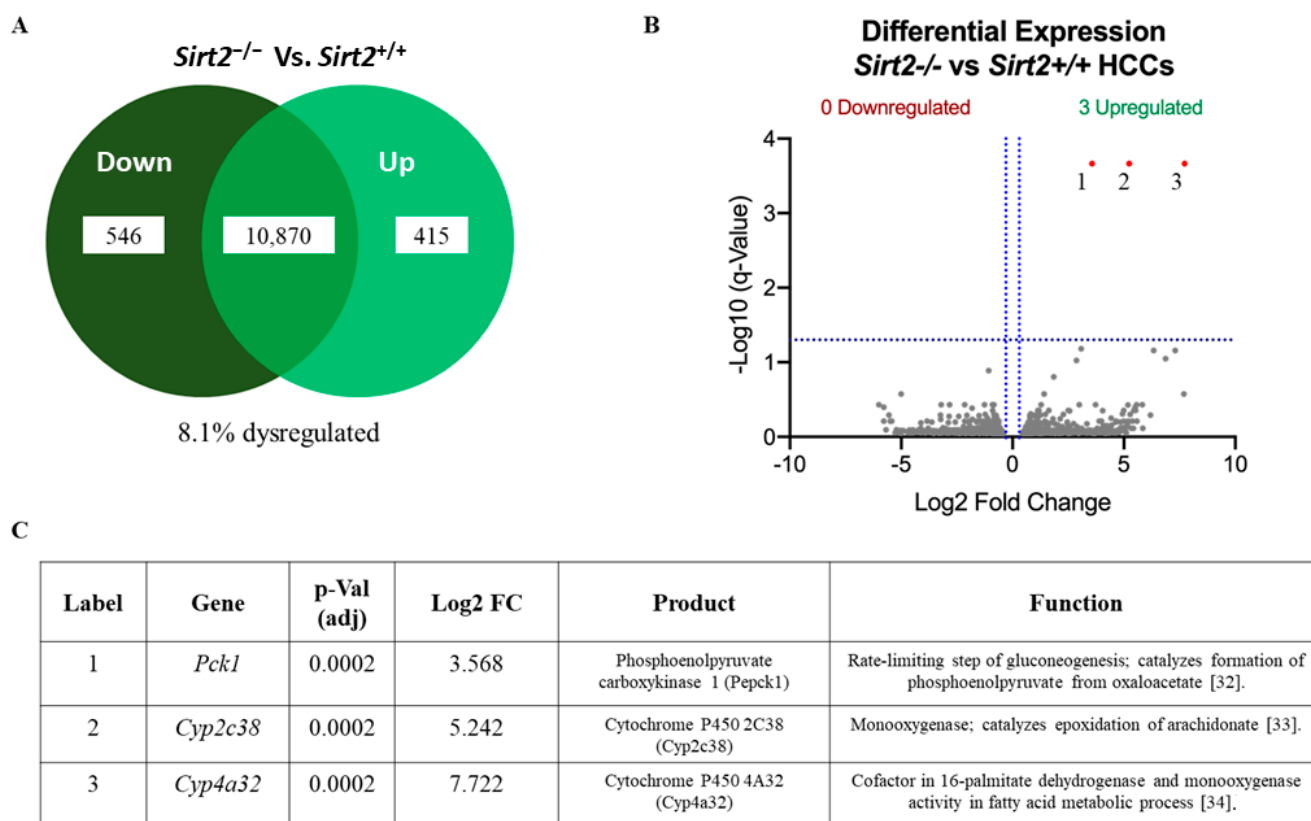 A
Sirt2−/− Vs. Sirt2+/+
Down
Up
546
10,870
415
8.1% dysregulated
B
Differential Expression
Sirt2-/- vs Sirt2+/+ HCCs
0 Downregulated
3 Upregulated
-Log10 (q-Value)
4
3
2
1
0
1
2
3
-10
-5
0
5
10
Log2 Fold Change
C
Label
Gene
p-Val
(adj)
Log2 FC
Product
Function
1
Pck1
0.0002
3.568
Phosphoenolpyruvate
carboxykinase 1 (Pepck1)
Rate-limiting step of gluconeogenesis; catalyzes formation of
phosphoenolpyruvate from oxaloacetate [32].
2
Cyp2c38
0.0002
5.242
Cytochrome P450 2C38
(Cyp2c38)
Monooxygenase; catalyzes epoxidation of arachidonate [33].
3
Cyp4a32
0.0002
7.722
Cytochrome P450 4A32
(Cyp4a32)
Cofactor in 16-palmitate dehydrogenase and monooxygenase
activity in fatty acid metabolic process [34].